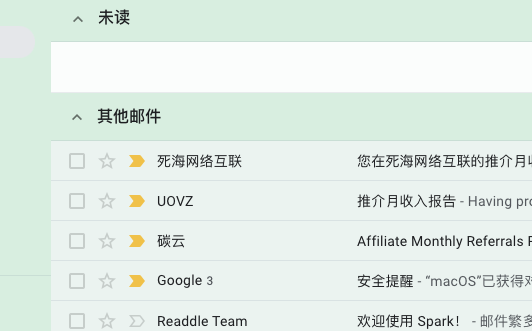 未读
其他邮件
死海网络互联 您在死海网络互联的推介月
UOVZ 推介月收入报告 - Having pro
碳云 Affiliate Monthly Referrals
Google 3 安全提醒 - “macOS”已获得
Readdle Team 欢迎使用 Spark！ - 邮件繁多